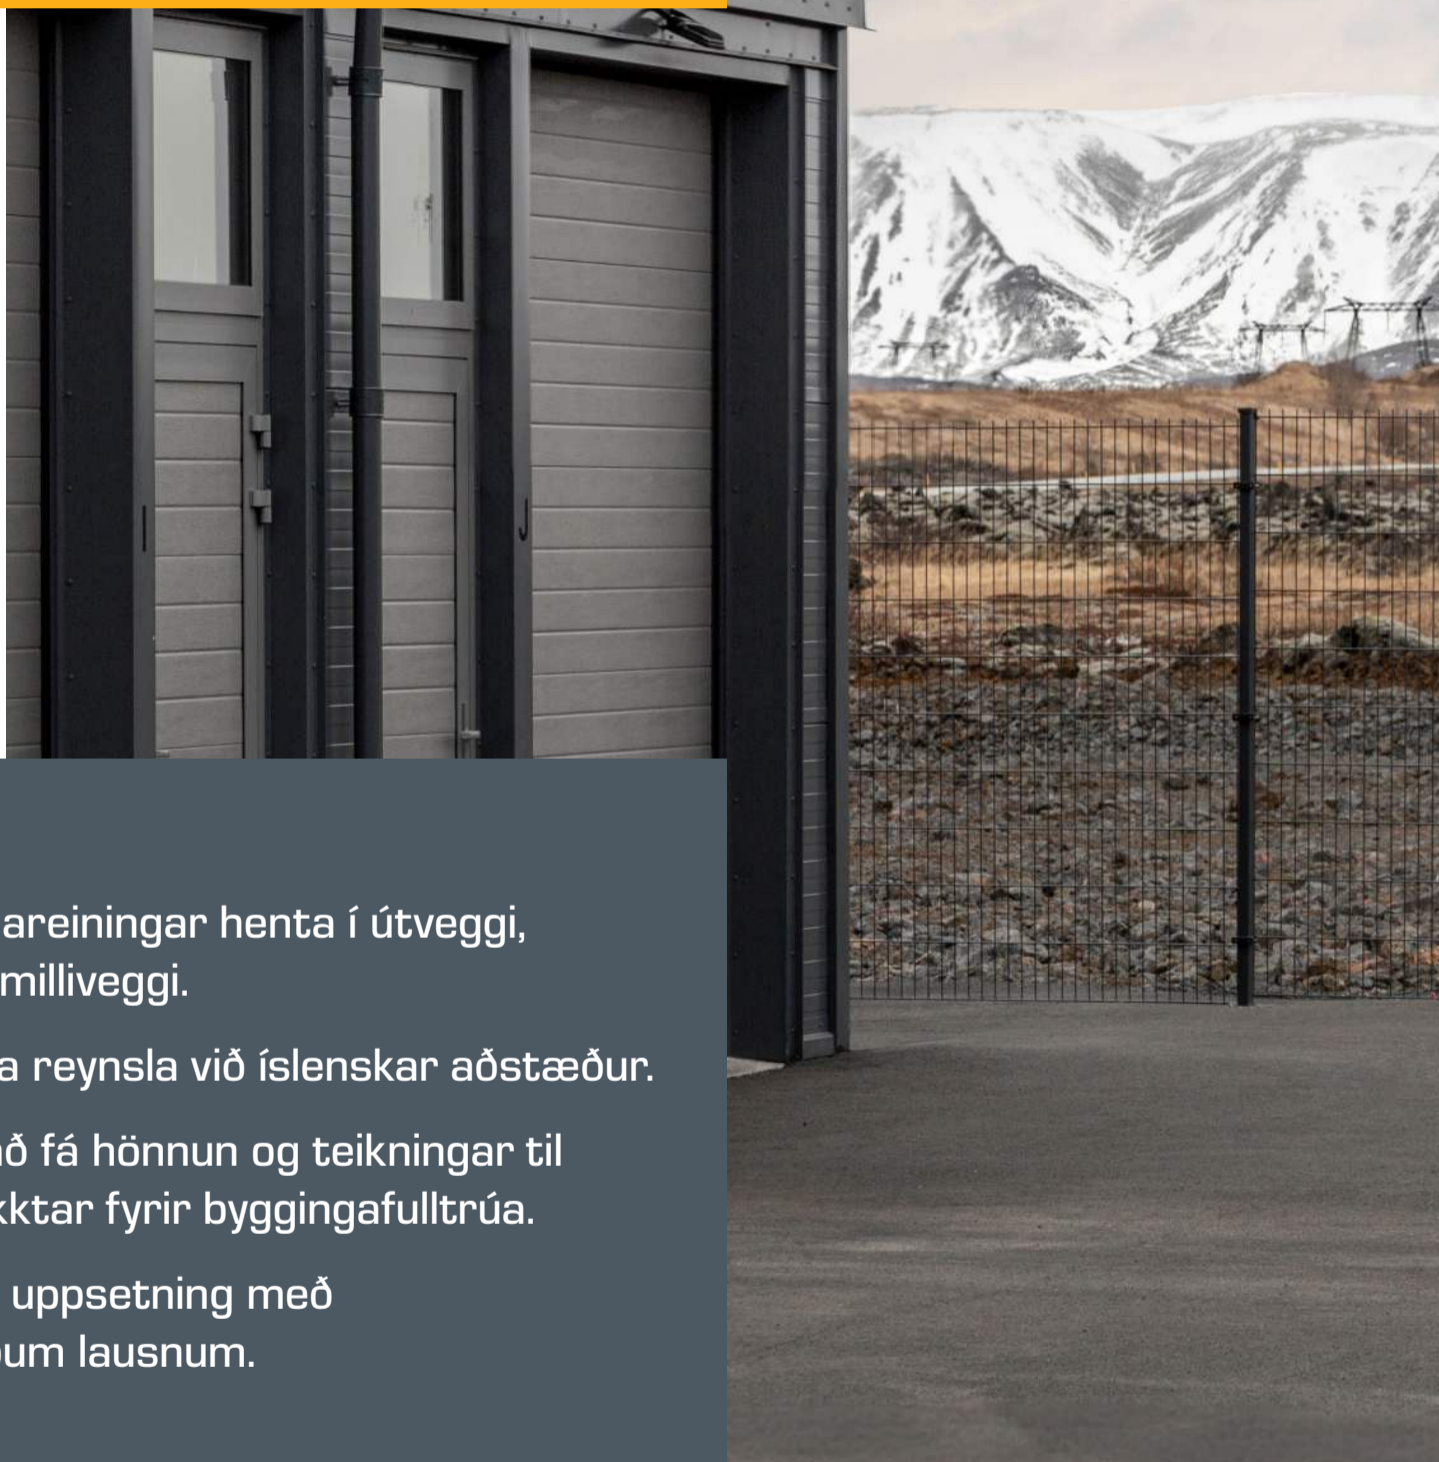 areiningar henta í útveggi,
milliveggi.
a reynsla við íslenskar aðstæður.
ð fá hönnun og teikningar til
ktar fyrir byggingafulltrúa.
uppsetning með
um lausnum.